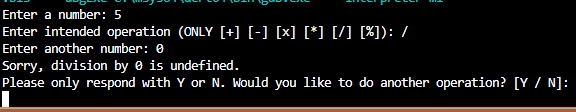 Enter a number: 5
Enter intended operation (ONLY [+] [-] [x] [*] [/] [%]): /
Enter another number: 0
Sorry, division by 0 is undefined.
Please only respond with Y or N. Would you like to do another operation? [Y / N]: